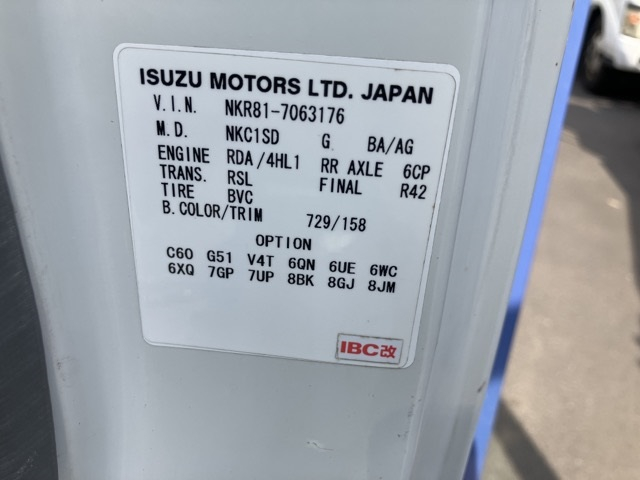 ISUZU MOTORS LTD. JAPAN
V.I.N. NKR81-7063176
M.D. NKC1SD G BA/AG
ENGINE RDA/4HL1 RR AXLE 6CP
TRANS. RSL FINAL R42
TIRE BVC
B.COLOR/TRIM 729/158
OPTION
C60 G51 V4T 6QN 6UE 6WC
6XQ 7GP 7UP 8BK 8GJ 8JM
IBC改